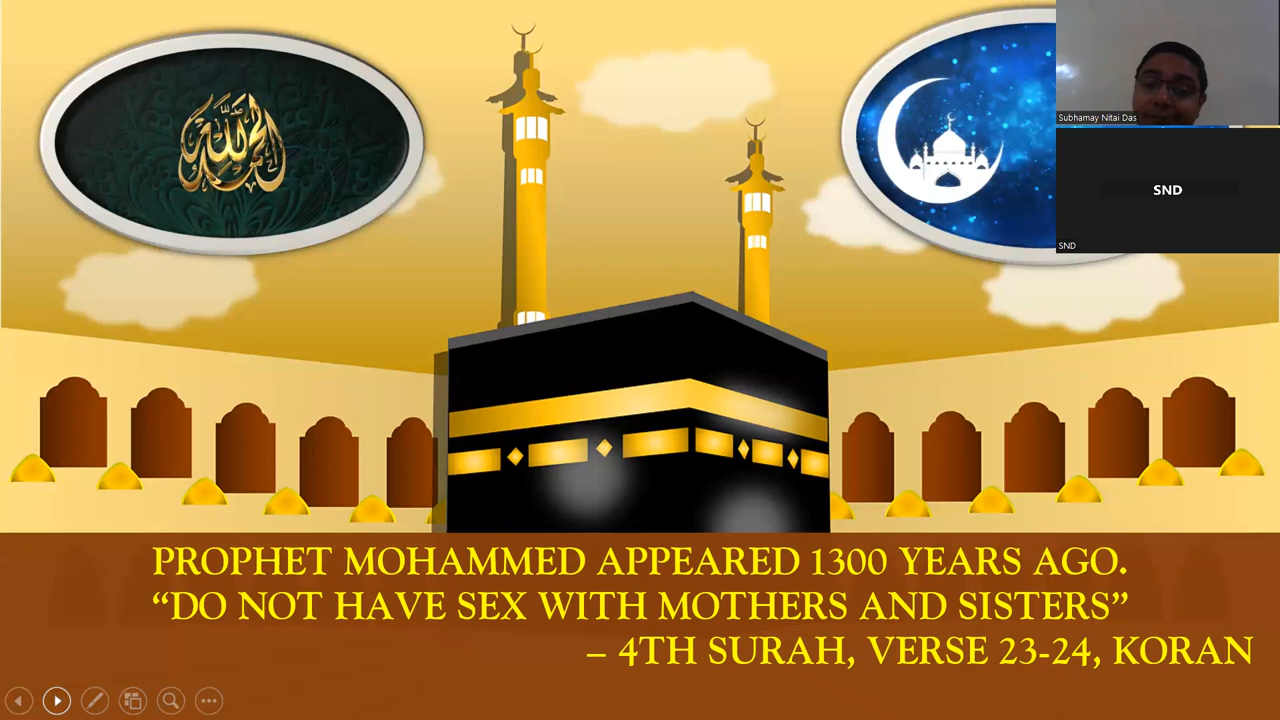 الحمد لله
Subhamay Nitai Das
SND
SND
PROPHET MOHAMMED APPEARED 1300 YEARS AGO.
“DO NOT HAVE SEX WITH MOTHERS AND SISTERS”
– 4TH SURAH, VERSE 23-24, KORAN